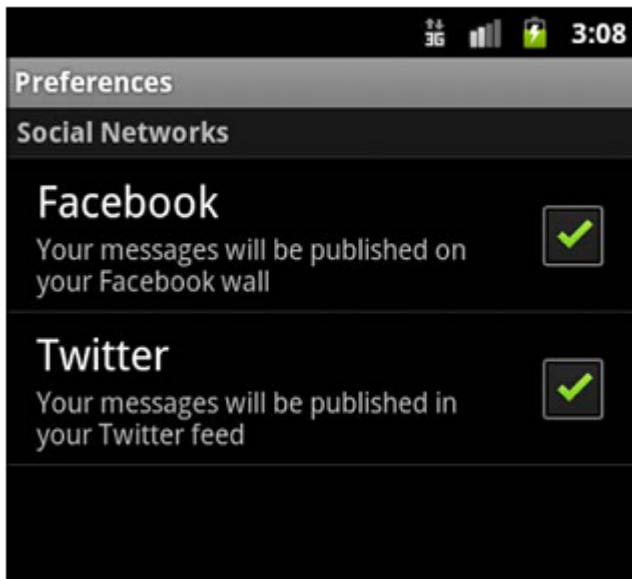 3G 3:08
Preferences
Social Networks
Facebook
Your messages will be published on
your Facebook wall
Twitter
Your messages will be published in
your Twitter feed